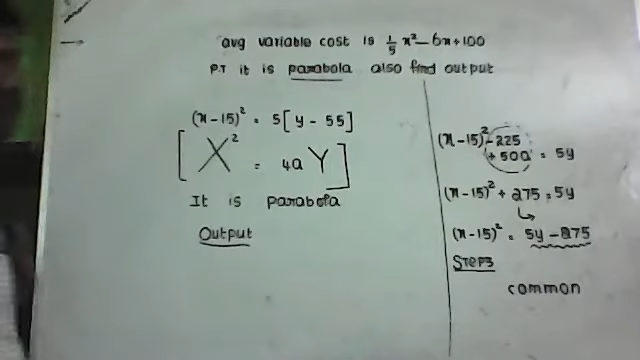 → avg variable cost is 1/5 x² - 6x + 100
P.T it is parabola also find output
(x - 15)² = 5[y - 55]
[X² = 4a Y]
It is parabola
Output
(x - 15)² - 225
+ 500 = 5y
(x - 15)² + 275 = 5y
(x - 15)² = 5y - 275
STEP3
common